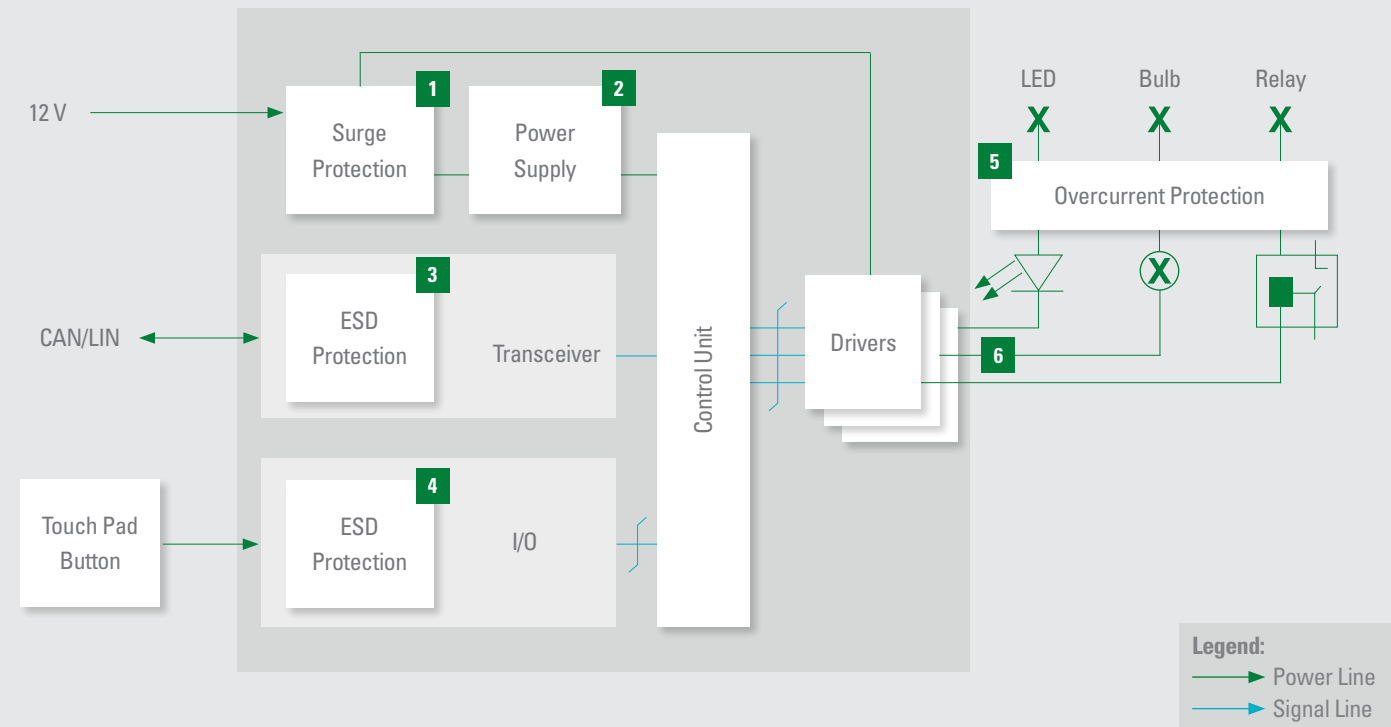 LED
Bulb
Relay
1
2
12 V
Surge
Protection
Power
Supply
X
X
X
5
Overcurrent Protection
3
CAN/LIN
ESD
Protection
Transceiver
Control Unit
Drivers
X
6
4
Touch Pad
Button
ESD
Protection
I/O
Legend:
Power Line
Signal Line